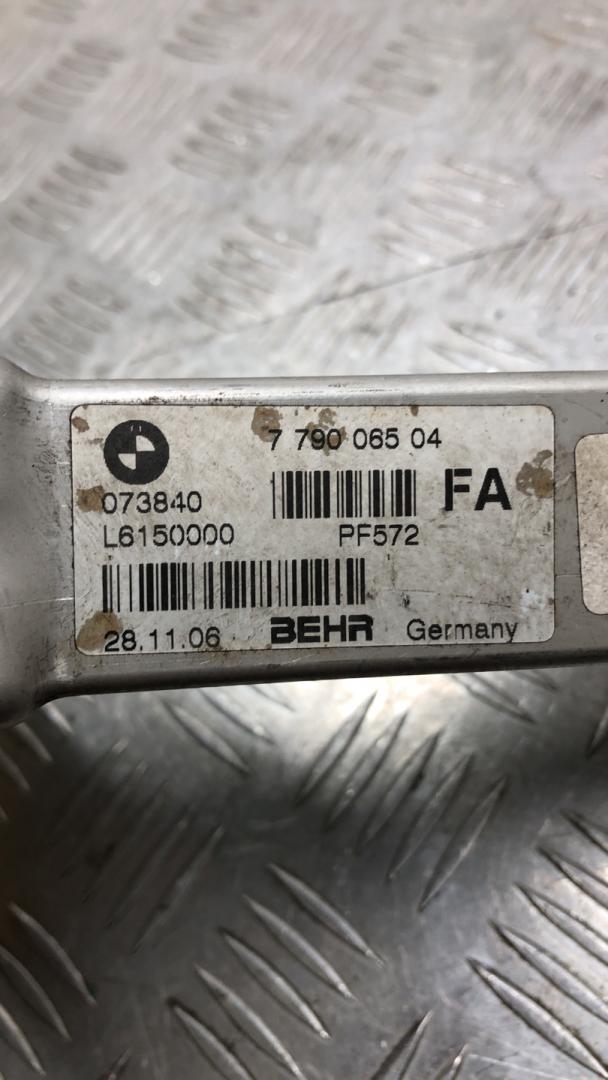 7 790 065 04
073840
FA
L6150000
PF572
28.11.06
BEHR Germany